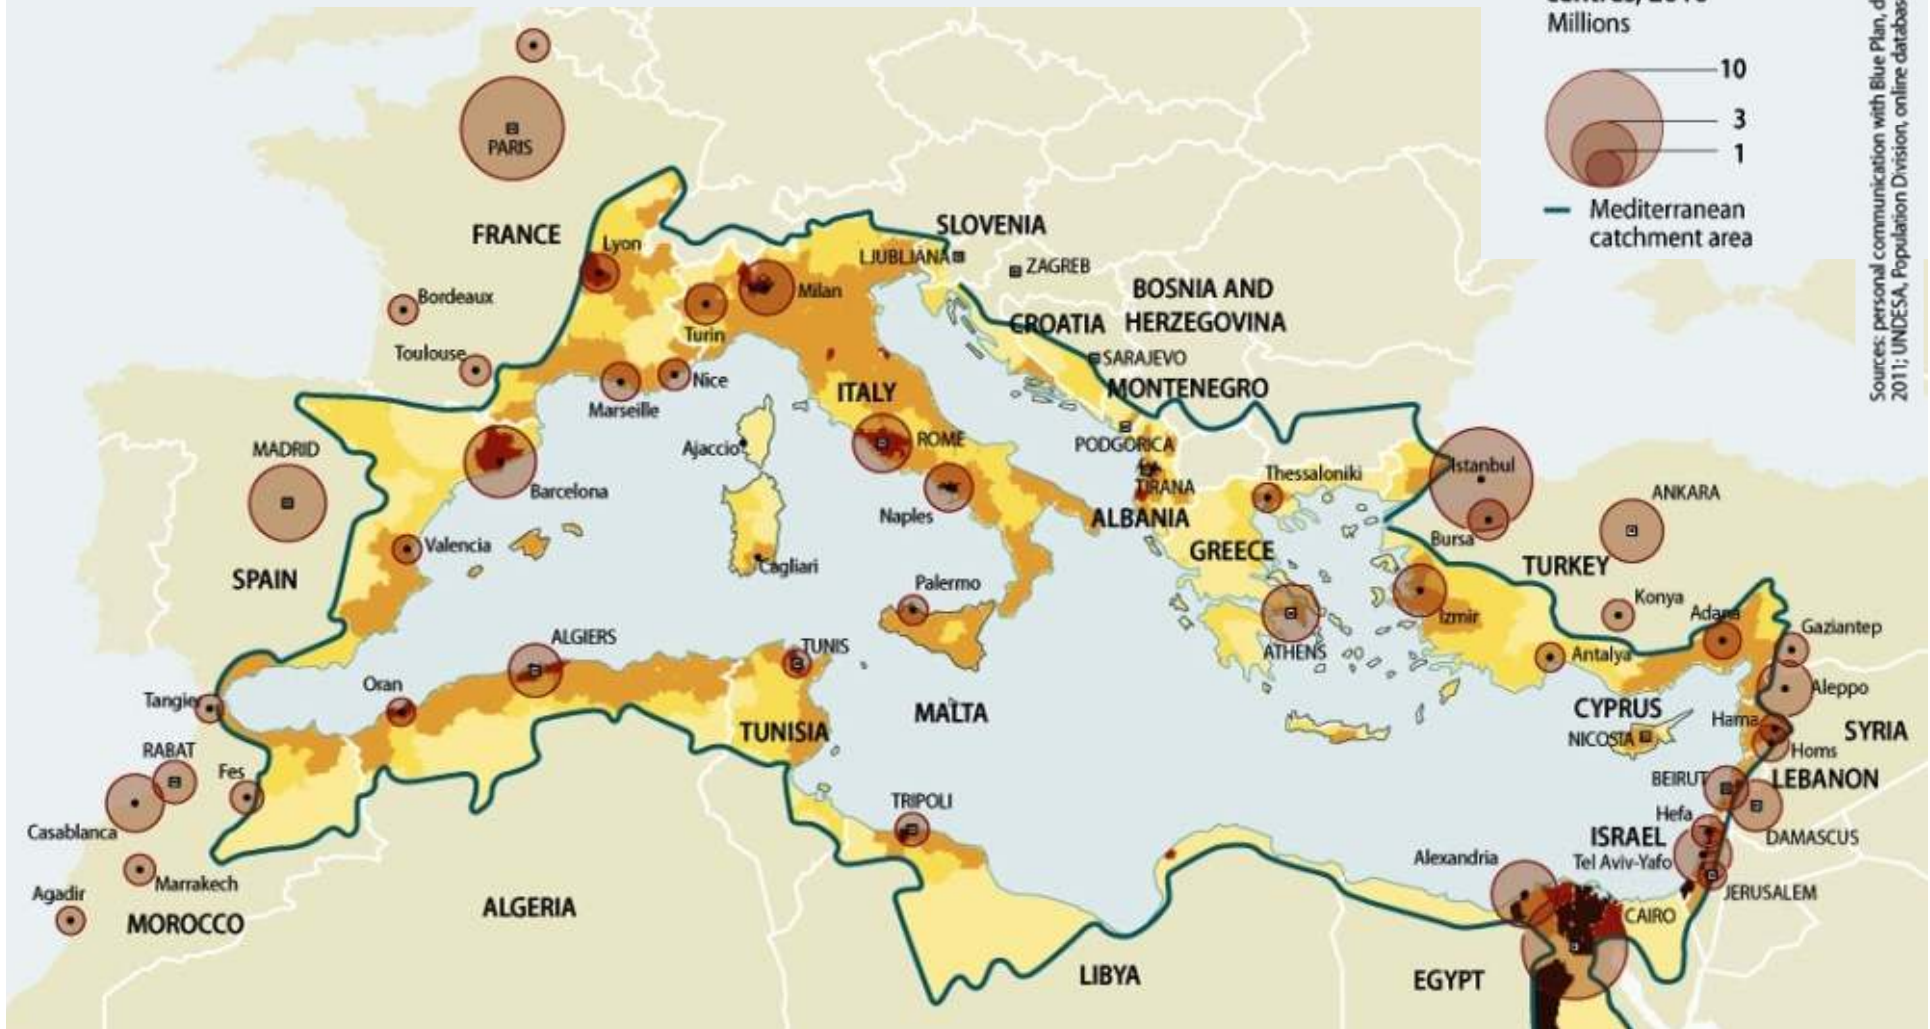 Millions
10
3
1
Mediterranean
catchment area
Sources: personal communication with Blue Plan,
2011; UNDESA, Population Division, online
PARIS
FRANCE
Lyon
SLOVENIA
LJUBLJANA
ZAGREB
Bordeaux
Milan
BOSNIA AND
HERZEGOVINA
CROATIA
Turin
Toulouse
SARAJEVO
Nice
Marseille
ITALY
MONTENEGRO
MADRID
Ajaccio
ROME
PODGORICA
Istanbul
Thessaloniki
Barcelona
TIRANA
ANKARA
Naples
ALBANIA
Valencia
Bursa
GREECE
Cagliari
TURKEY
SPAIN
Palermo
Konya
Adana
Izmir
Gaziantep
ALGIERS
TUNIS
ATHENS
Antalya
Oran
Aleppo
Tangier
MALTA
CYPRUS
Hama
SYRIA
TUNISIA
NICOSIA
Homs
RABAT
Fes
BEIRUT
LEBANON
TRIPOLI
Hefa
Casablanca
ISRAEL
DAMASCUS
Alexandria
Tel Aviv-Yafo
Marrakech
JERUSALEM
Agadir
ALGERIA
CAIRO
MOROCCO
LIBYA
EGYPT